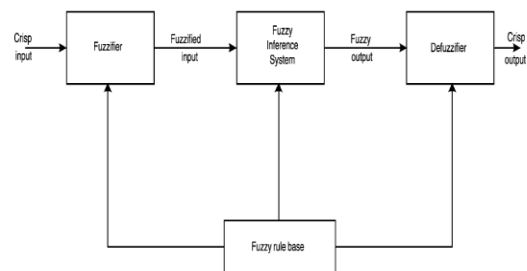 Crisp
input
Fuzzifier
Fuzzified
input
Fuzzy
Inference
System
Fuzzy
output
Defuzzifier
Crisp
output
Fuzzy rule base